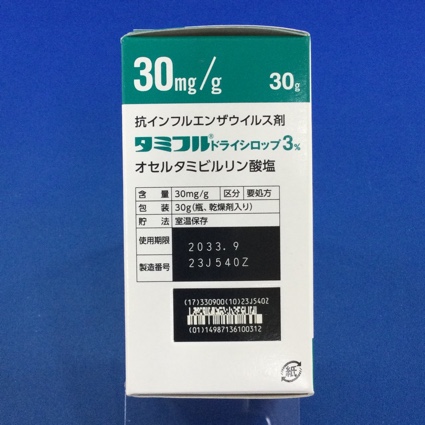 30mg/g 30g
抗インフルエンザウイルス剤
タミフル®ドライシロップ3%
オセルタミビルリン酸塩
含 量 30mg/g 区分 要処方
包 装 30g(瓶、乾燥剤入り)
貯 法 室温保存
使用期限 2033.9
製造番号 23J540Z
(17)330900(10)23J540Z
(01)14987136100312
紙